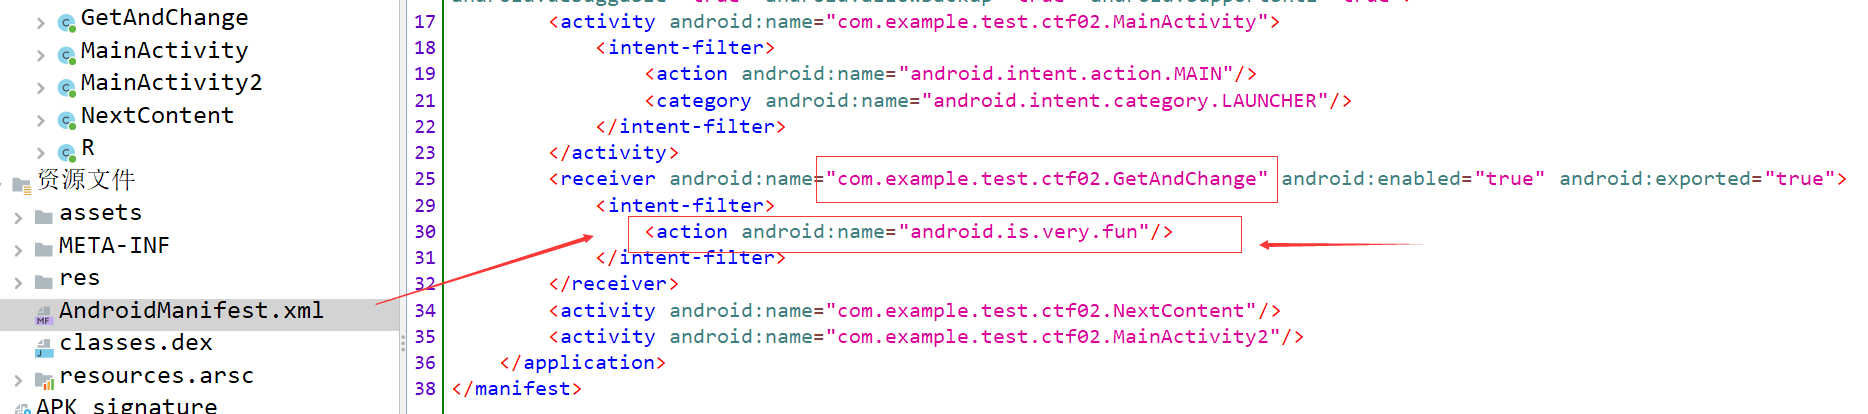 GetAndChange
MainActivity
MainActivity2
NextContent
R
资源文件
assets
META-INF
res
AndroidManifest.xml
classes.dex
resources.arsc
APK signature
17 <activity android:name="com.example.test.ctf02.MainActivity">
18 <intent-filter>
19 <action android:name="android.intent.action.MAIN"/>
21 <category android:name="android.intent.category.LAUNCHER"/>
22 </intent-filter>
23 </activity>
25 <receiver android:name="com.example.test.ctf02.GetAndChange" android:enabled="true" android:exported="true">
29 <intent-filter>
30 <action android:name="android.is.very.fun"/>
31 </intent-filter>
32 </receiver>
34 <activity android:name="com.example.test.ctf02.NextContent"/>
35 <activity android:name="com.example.test.ctf02.MainActivity2"/>
36 </application>
38 </manifest>